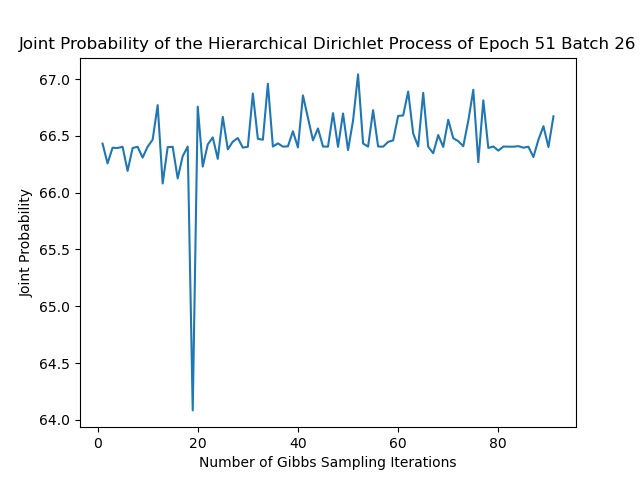 Joint Probability of the Hierarchical Dirichlet Process of Epoch 51 Batch 26
67.0
66.5
66.0
65.5
65.0
64.5
64.0
Joint Probability
0 20 40 60 80
Number of Gibbs Sampling Iterations